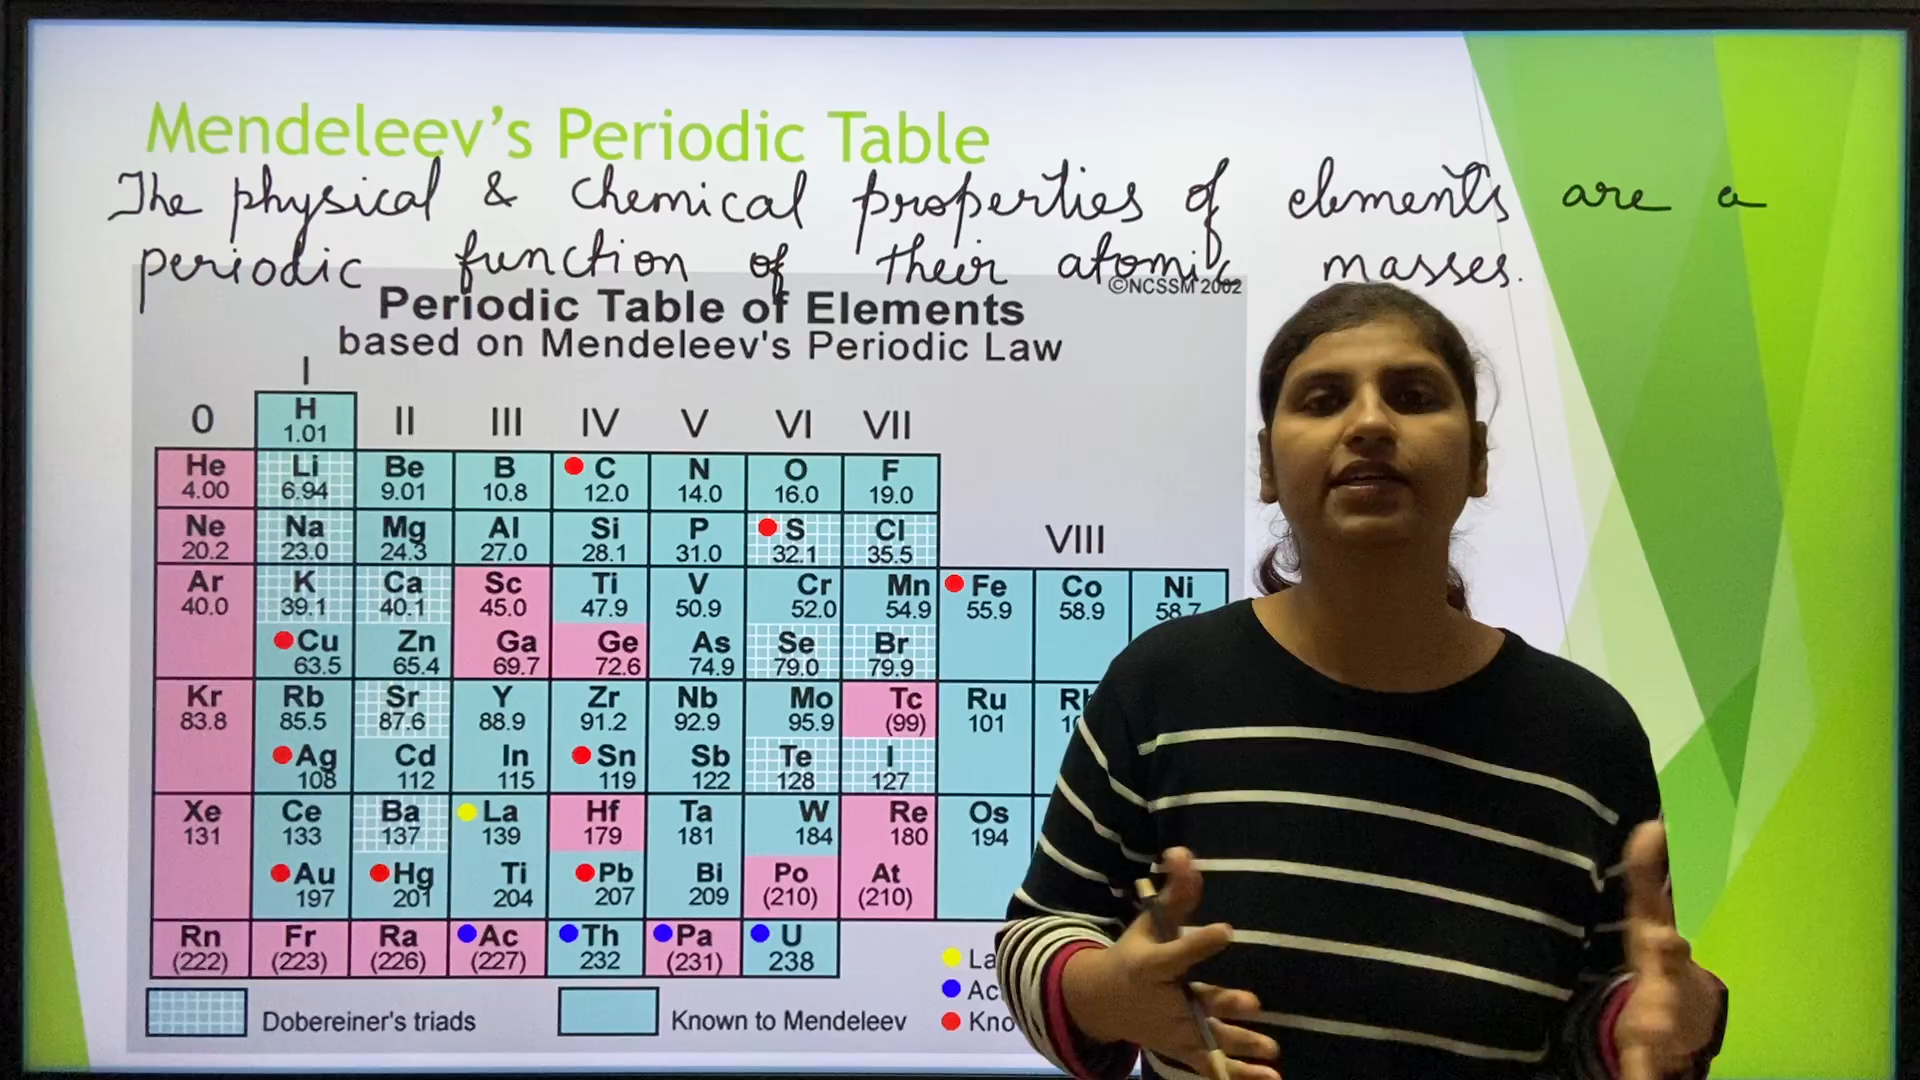 Mendeleev's Periodic Table
The physical & chemical properties of elements are a
periodic function of their atomic masses.
©NCSSM 2002
Periodic Table of Elements
based on Mendeleev's Periodic Law
I
0 H II III IV V VI VII
1.01
He Li Be B C N O F
4.00 6.94 9.01 10.8 12.0 14.0 16.0 19.0
Ne Na Mg Al Si P S Cl VIII
20.2 23.0 24.3 27.0 28.1 31.0 32.1 35.5
Ar K Ca Sc Ti V Cr Mn Fe Co Ni
40.0 39.1 40.1 45.0 47.9 50.9 52.0 54.9 55.9 58.9 58.7
Cu Zn Ga Ge As Se Br
63.5 65.4 69.7 72.6 74.9 79.0 79.9
Kr Rb Sr Y Zr Nb Mo Tc Ru
83.8 85.5 87.6 88.9 91.2 92.9 95.9 (99) 101
Ag Cd In Sn Sb Te I
108 112 115 119 122 128 127
Xe Ce Ba La Hf Ta W Re Os
131 133 137 139 179 181 184 180 194
Au Hg Ti Pb Bi Po At
197 201 204 207 209 (210) (210)
Rn Fr Ra Ac Th Pa U
(222) (223) (226) (227) 232 (231) 238
Dobereiner's triads Known to Mendeleev